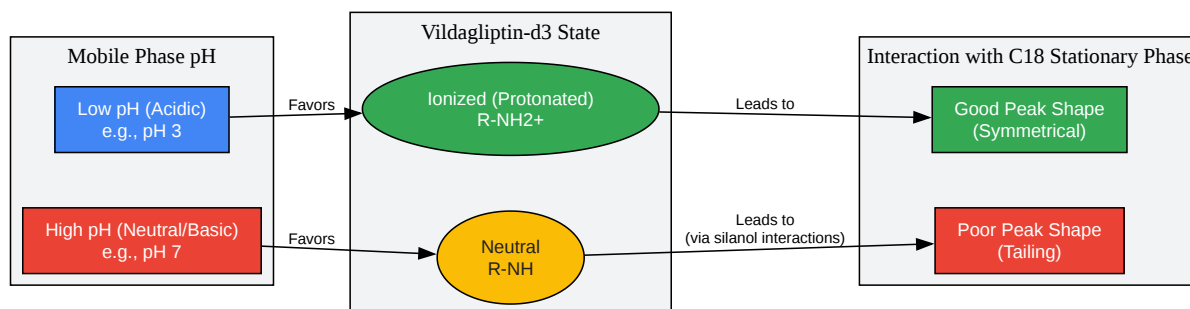 Mobile Phase pH
Vildagliptin-d3 State
Interaction with C18 Stationary Phase
Low pH (Acidic)
e.g., pH 3
Favors
Ionized (Protonated)
R-NH2+
Leads to
Good Peak Shape
(Symmetrical)
High pH (Neutral/Basic)
e.g., pH 7
Favors
Neutral
R-NH
Leads to
(via silanol interactions)
Poor Peak Shape
(Tailing)